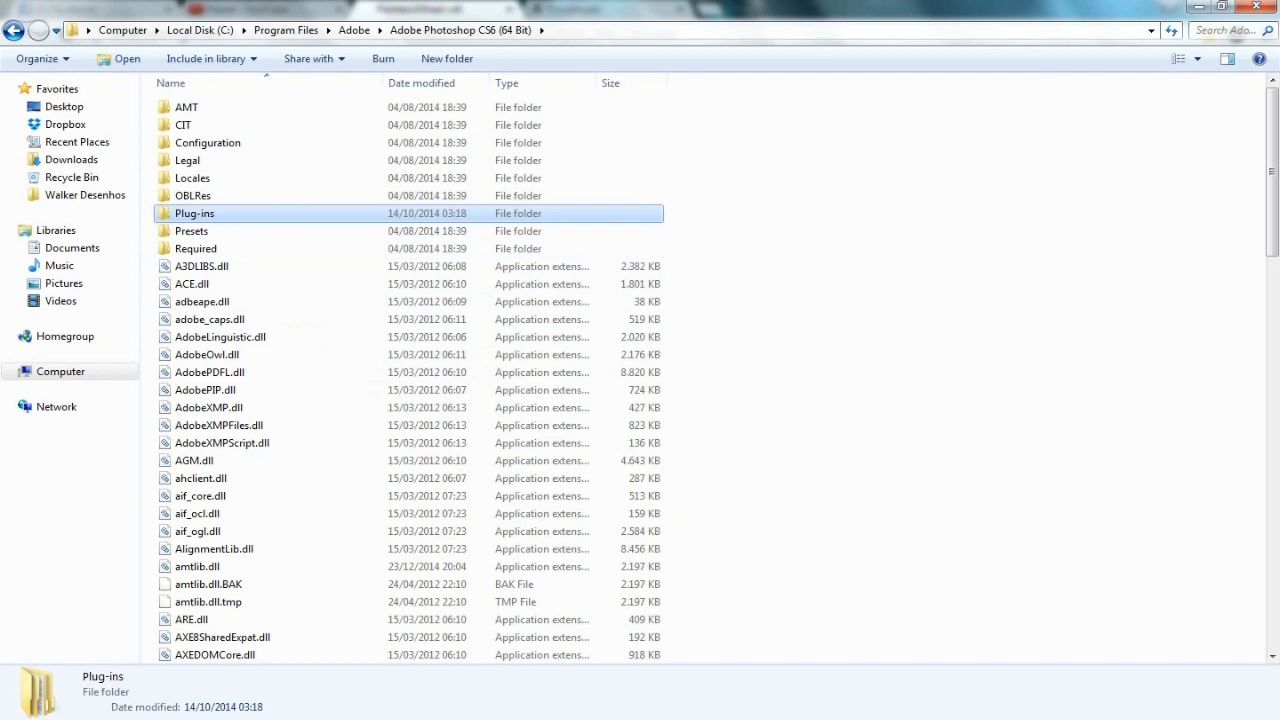 Computer Local Disk (C:) Program Files Adobe Adobe Photoshop CS6 (64 Bit) Search Ado...
Organize Open Include in library Share with Burn New folder
Name Date modified Type Size
Favorites
Desktop
Dropbox
Recent Places
Downloads
Recycle Bin
Walker Desenhos
Libraries
Documents
Music
Pictures
Videos
Homegroup
Computer
Network
AMT 04/08/2014 18:39 File folder
CIT 04/08/2014 18:39 File folder
Configuration 04/08/2014 18:39 File folder
Legal 04/08/2014 18:39 File folder
Locales 04/08/2014 18:39 File folder
OBLRes 04/08/2014 18:39 File folder
Plug-ins 14/10/2014 03:18 File folder
Presets 04/08/2014 18:39 File folder
Required 04/08/2014 18:39 File folder
A3DLIBS.dll 15/03/2012 06:08 Application extens... 2.382 KB
ACE.dll 15/03/2012 06:10 Application extens... 1.801 KB
adbeape.dll 15/03/2012 06:09 Application extens... 38 KB
adobe_caps.dll 15/03/2012 06:11 Application extens... 519 KB
AdobeLinguistic.dll 15/03/2012 06:06 Application extens... 2.020 KB
AdobeOwl.dll 15/03/2012 06:11 Application extens... 2.176 KB
AdobePDFL.dll 15/03/2012 06:10 Application extens... 8.820 KB
AdobePIP.dll 15/03/2012 06:07 Application extens... 724 KB
AdobeXMP.dll 15/03/2012 06:13 Application extens... 427 KB
AdobeXMPFiles.dll 15/03/2012 06:13 Application extens... 823 KB
AdobeXMPScript.dll 15/03/2012 06:13 Application extens... 136 KB
AGM.dll 15/03/2012 06:10 Application extens... 4.643 KB
ahclient.dll 15/03/2012 06:07 Application extens... 287 KB
aif_core.dll 15/03/2012 07:23 Application extens... 513 KB
aif_ocl.dll 15/03/2012 07:23 Application extens... 159 KB
aif_ogl.dll 15/03/2012 07:23 Application extens... 2.584 KB
AlignmentLib.dll 15/03/2012 07:23 Application extens... 8.456 KB
amtlib.dll 23/12/2014 20:04 Application extens... 2.197 KB
amtlib.dll.BAK 24/04/2012 22:10 BAK File 2.197 KB
amtlib.dll.tmp 24/04/2012 22:10 TMP File 2.197 KB
ARE.dll 15/03/2012 06:10 Application extens... 409 KB
AXE8SharedExpat.dll 15/03/2012 06:10 Application extens... 192 KB
AXEDOMCore.dll 15/03/2012 06:10 Application extens... 918 KB
Plug-ins
File folder
Date modified: 14/10/2014 03:18